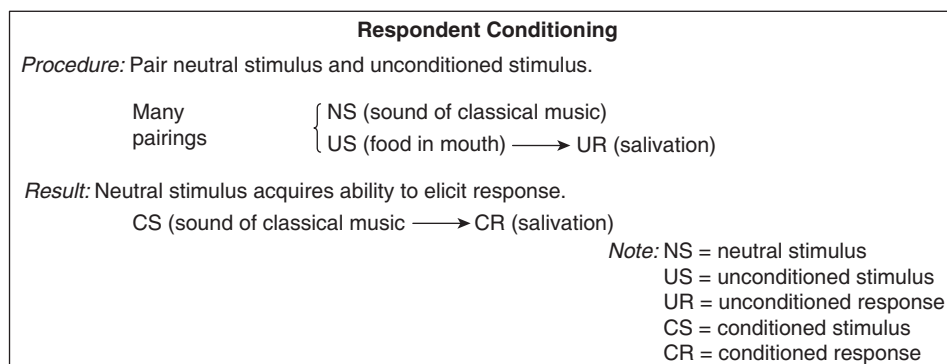 Respondent Conditioning
Procedure: Pair neutral stimulus and unconditioned stimulus.
Many
pairings
NS (sound of classical music)
US (food in mouth) → UR (salivation)
Result: Neutral stimulus acquires ability to elicit response.
CS (sound of classical music → CR (salivation)
Note: NS = neutral stimulus
US = unconditioned stimulus
UR = unconditioned response
CS = conditioned stimulus
CR = conditioned response